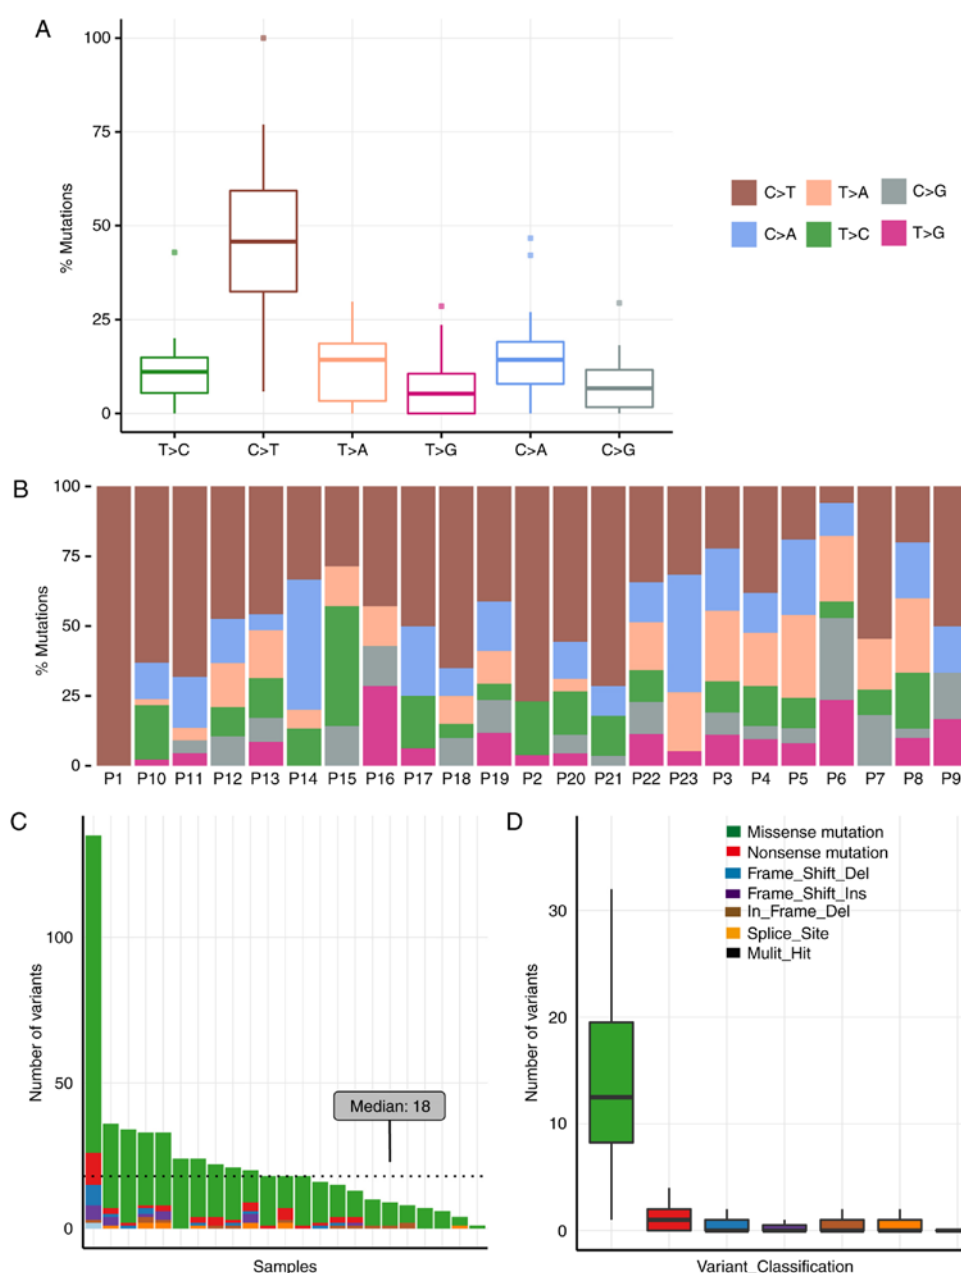 A
100
75
50
25
0
% Mutations
T>C C>T T>A T>G C>A C>G
C>T T>A C>G
C>A T>C T>G
B
100
75
50
25
0
% Mutations
P1 P10 P11 P12 P13 P14 P15 P16 P17 P18 P19 P2 P20 P21 P22 P23 P3 P4 P5 P6 P7 P8 P9
C
100
50
0
Number of variants
Median: 18
Samples
D
Missense mutation
Nonsense mutation
Frame_Shift_Del
Frame_Shift_Ins
In_Frame_Del
Splice_Site
Mulit_Hit
30
20
10
0
Number of variants
Variant_Classification